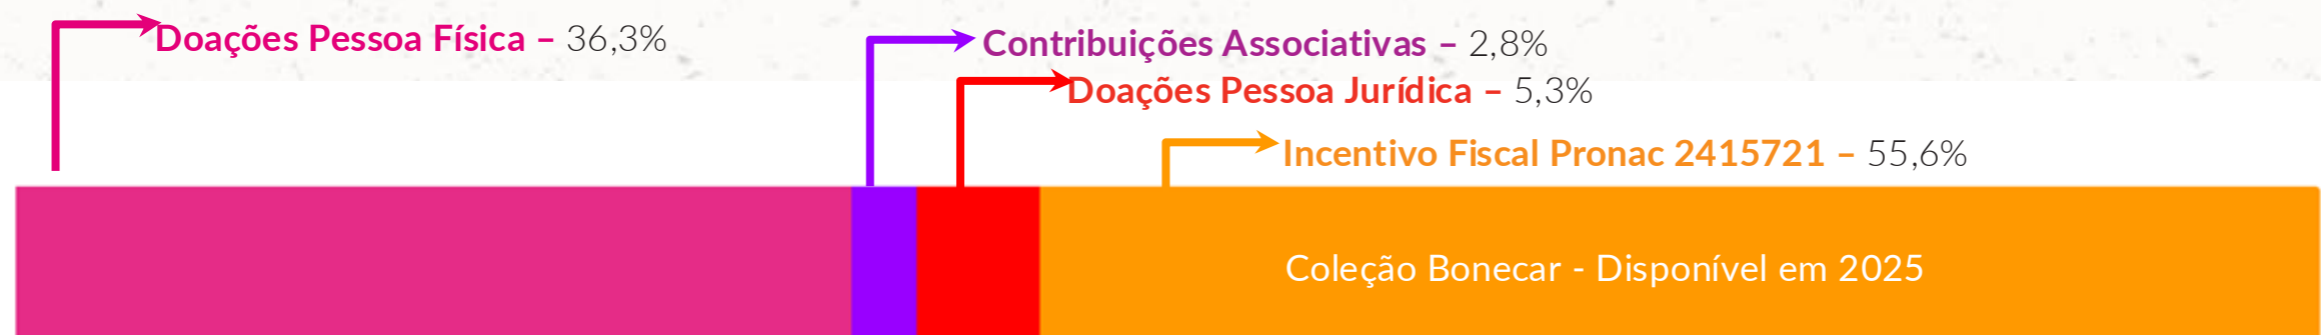 Doações Pessoa Física – 36,3%
Contribuições Associativas – 2,8%
Doações Pessoa Jurídica – 5,3%
Incentivo Fiscal Pronac 2415721 – 55,6%
Coleção Bonecar - Disponível em 2025